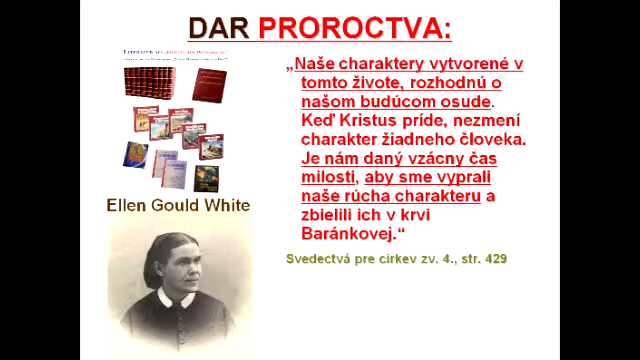 DAR PROROCTVA:
„Naše charaktery vytvorené v
tomto živote, rozhodnú o
našom budúcom osude.
Keď Kristus príde, nezmení
charakter žiadneho človeka.
Je nám daný vzácny čas
milosti, aby sme vyprali
naše rúcha charakteru a
zbielili ich v krvi
Baránkovej.“
Svedectvá pre cirkev zv. 4., str. 429
Ellen Gould White